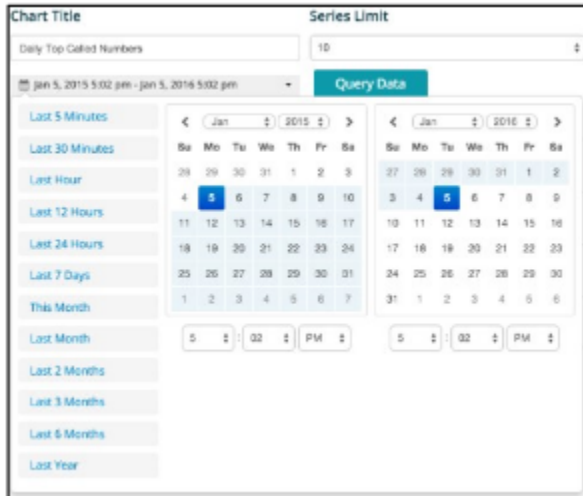 Chart Title
Series Limit
Daily Top Called Numbers
10
Jan 5, 2015 5:02 pm - Jan 5, 2016 5:02 pm
Query Data
Last 5 Minutes
Last 30 Minutes
Last Hour
Last 12 Hours
Last 24 Hours
Last 7 Days
This Month
Last Month
Last 2 Months
Last 3 Months
Last 6 Months
Last Year
Jan 2015
Su Mo Tu We Th Fr Sa
28 29 30 31 1 2 3
4 5 6 7 8 9 10
11 12 13 14 15 16 17
18 19 20 21 22 23 24
25 26 27 28 29 30 31
1 2 3 4 5 6 7
5 : 02 PM
Jan 2016
Su Mo Tu We Th Fr Sa
27 28 29 30 31 1 2
3 4 5 6 7 8 9
10 11 12 13 14 15 16
17 18 19 20 21 22 23
24 25 26 27 28 29 30
31 1 2 3 4 5 6
5 : 02 PM